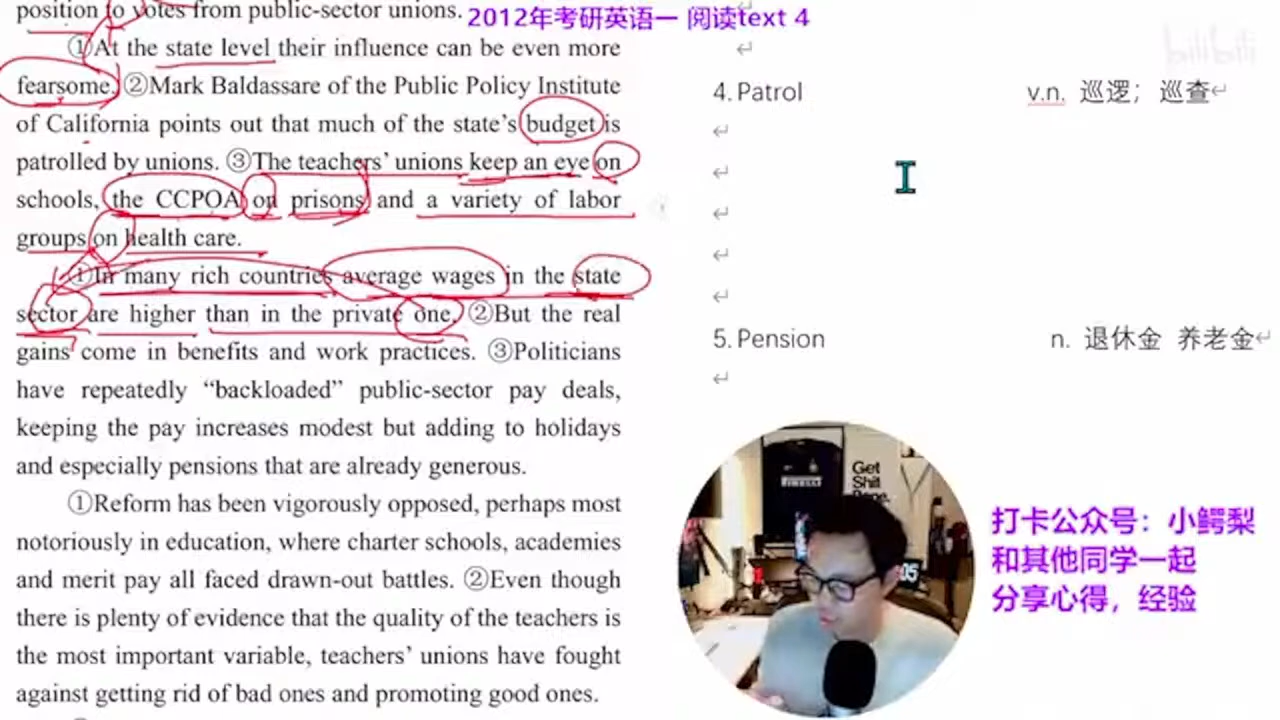 position to votes from public-sector unions.
2012年考研英语一 阅读text 4
①At the state level their influence can be even more
fearsome. ②Mark Baldassare of the Public Policy Institute
of California points out that much of the state's budget is
patrolled by unions. ③The teachers' unions keep an eye on
schools, the CCPOA on prisons and a variety of labor
groups on health care.
①In many rich countries average wages in the state
sector are higher than in the private one. ②But the real
gains come in benefits and work practices. ③Politicians
have repeatedly “backloaded” public-sector pay deals,
keeping the pay increases modest but adding to holidays
and especially pensions that are already generous.
①Reform has been vigorously opposed, perhaps most
notoriously in education, where charter schools, academies
and merit pay all faced drawn-out battles. ②Even though
there is plenty of evidence that the quality of the teachers is
the most important variable, teachers' unions have fought
against getting rid of bad ones and promoting good ones.
bilibili
4. Patrol v.n. 巡逻；巡查
5. Pension n. 退休金 养老金
Get
Shit
Done.
PIRELLI
05
打卡公众号：小鳄梨
和其他同学一起
分享心得，经验